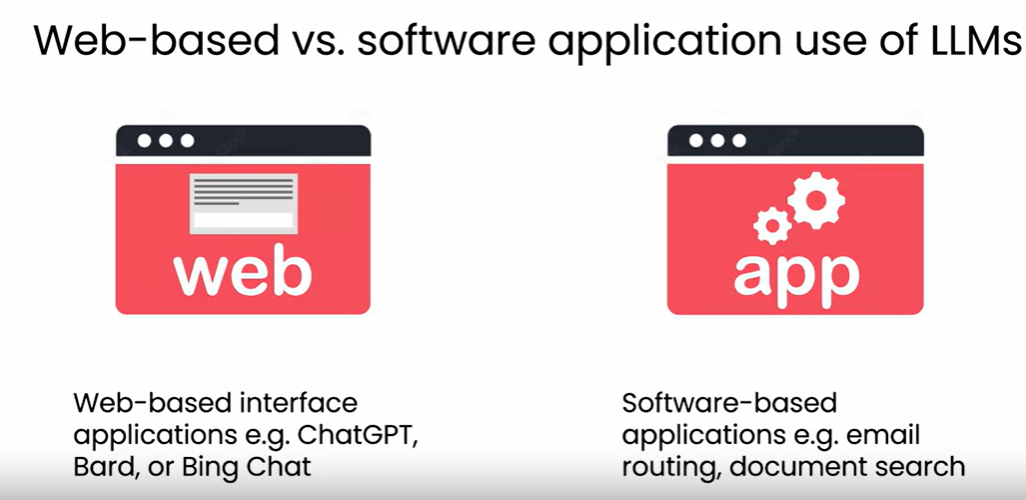 Web-based vs. software application use of LLMs
web
app
Web-based interface
applications e.g. ChatGPT,
Bard, or Bing Chat
Software-based
applications e.g. email
routing, document search